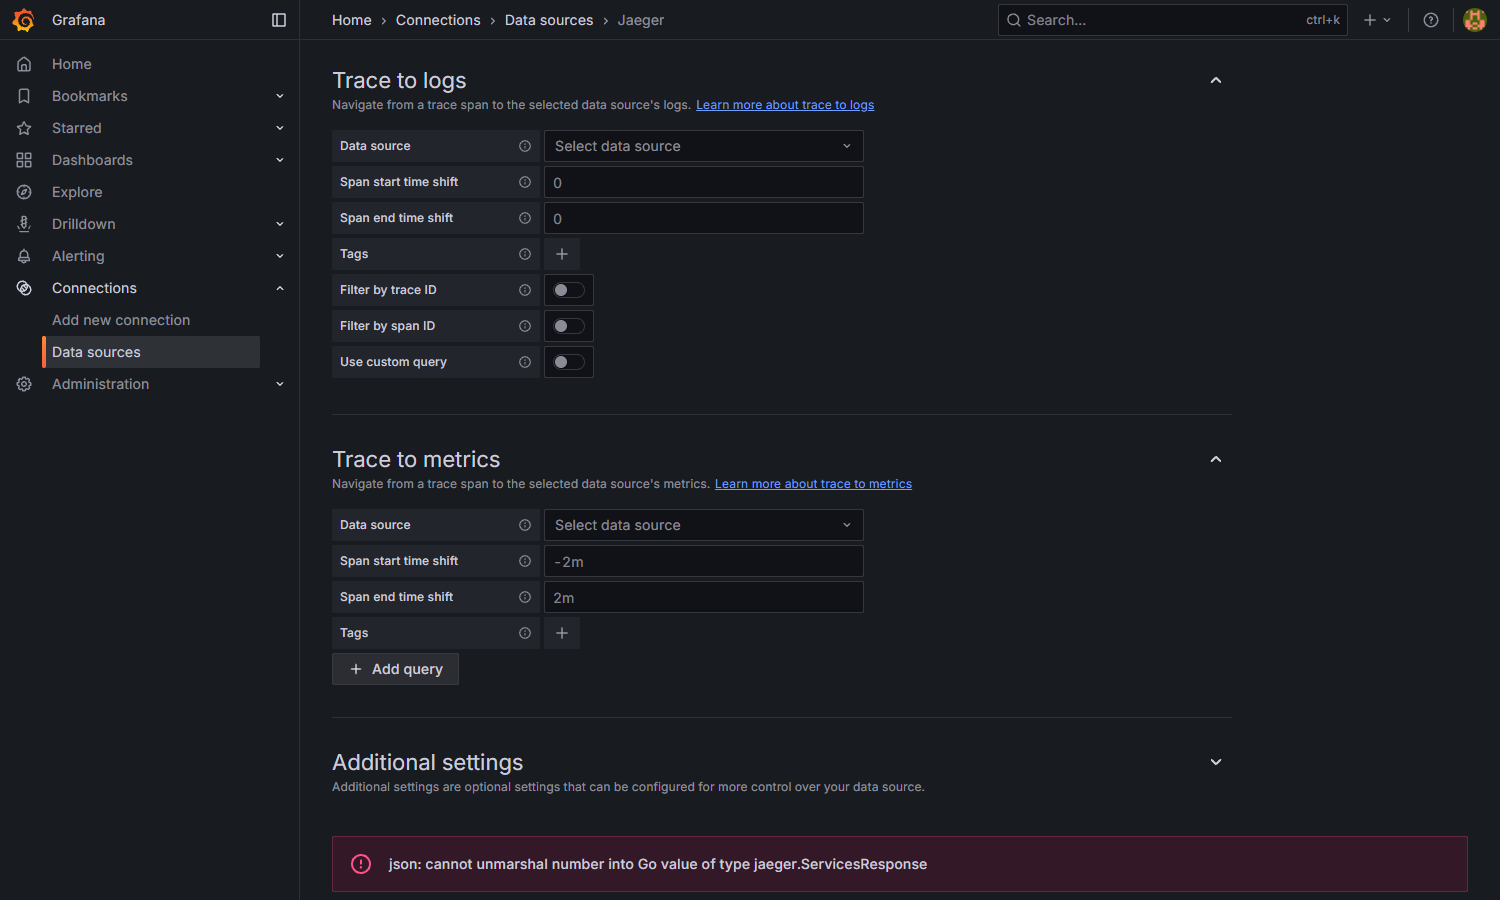 Grafana
Home › Connections › Data sources › Jaeger
Search... ctrl+k
Home
Bookmarks
Starred
Dashboards
Explore
Drilldown
Alerting
Connections
Add new connection
Data sources
Administration
Trace to logs
Navigate from a trace span to the selected data source's logs. Learn more about trace to logs
Data source Select data source
Span start time shift 0
Span end time shift 0
Tags
Filter by trace ID
Filter by span ID
Use custom query
Trace to metrics
Navigate from a trace span to the selected data source's metrics. Learn more about trace to metrics
Data source Select data source
Span start time shift -2m
Span end time shift 2m
Tags
Add query
Additional settings
Additional settings are optional settings that can be configured for more control over your data source.
json: cannot unmarshal number into Go value of type jaeger.ServicesResponse